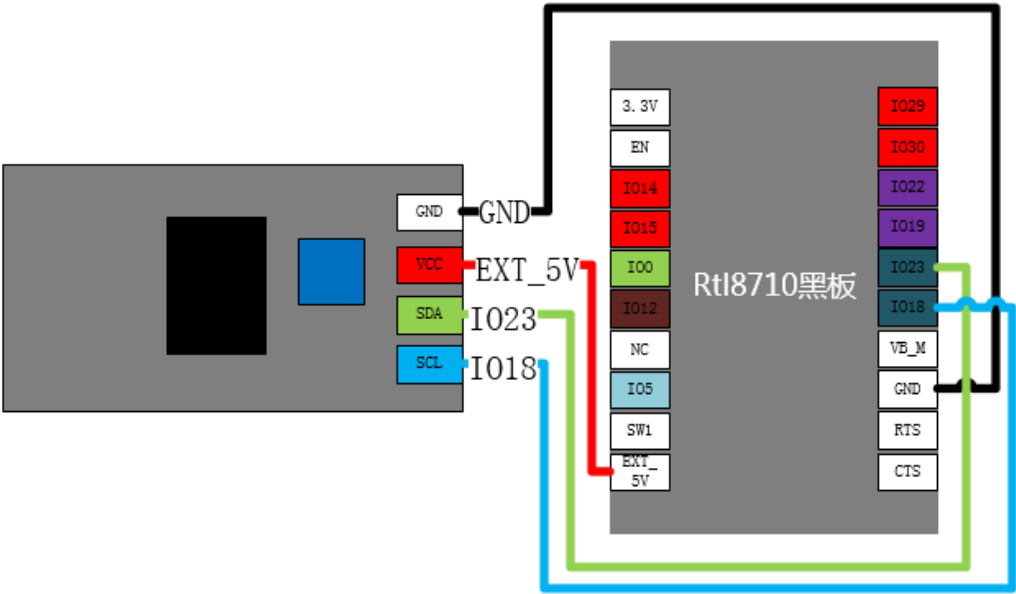 GND
VCC
SDA
SCL
GND
EXT_5V
IO23
IO18
3.3V
EN
IO14
IO15
IO0
IO12
NC
IO5
SW1
EXT_
5V
Rtl8710黑板
IO29
IO30
IO22
IO19
IO23
IO18
VB_M
GND
RTS
CTS